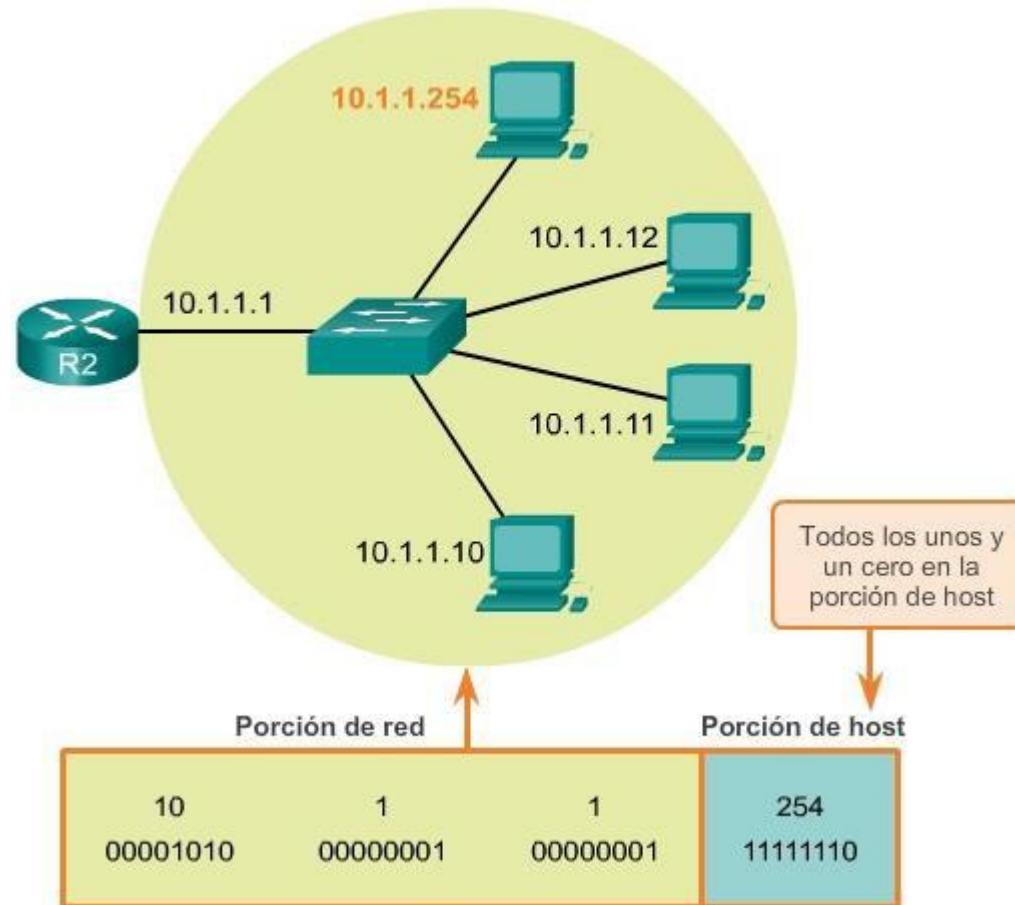 10.1.1.254
10.1.1.12
10.1.1.1
R2
10.1.1.11
10.1.1.10
Todos los unos y
un cero en la
porción de host
Porción de red
Porción de host
10 1 1 254
00001010 00000001 00000001 11111110